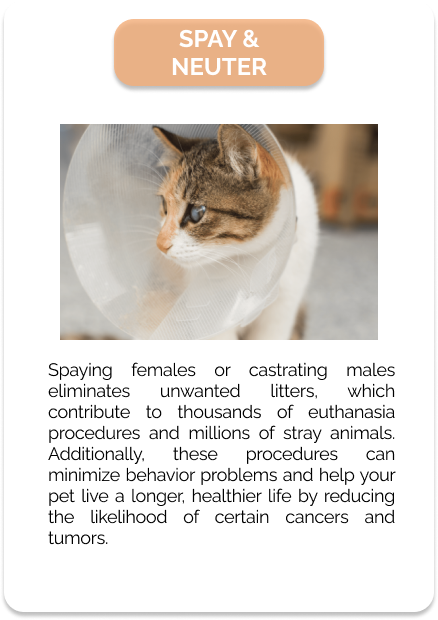 SPAY &
NEUTER
Spaying females or castrating males
eliminates unwanted litters, which
contribute to thousands of euthanasia
procedures and millions of stray animals.
Additionally, these procedures can
minimize behavior problems and help your
pet live a longer, healthier life by reducing
the likelihood of certain cancers and
tumors.